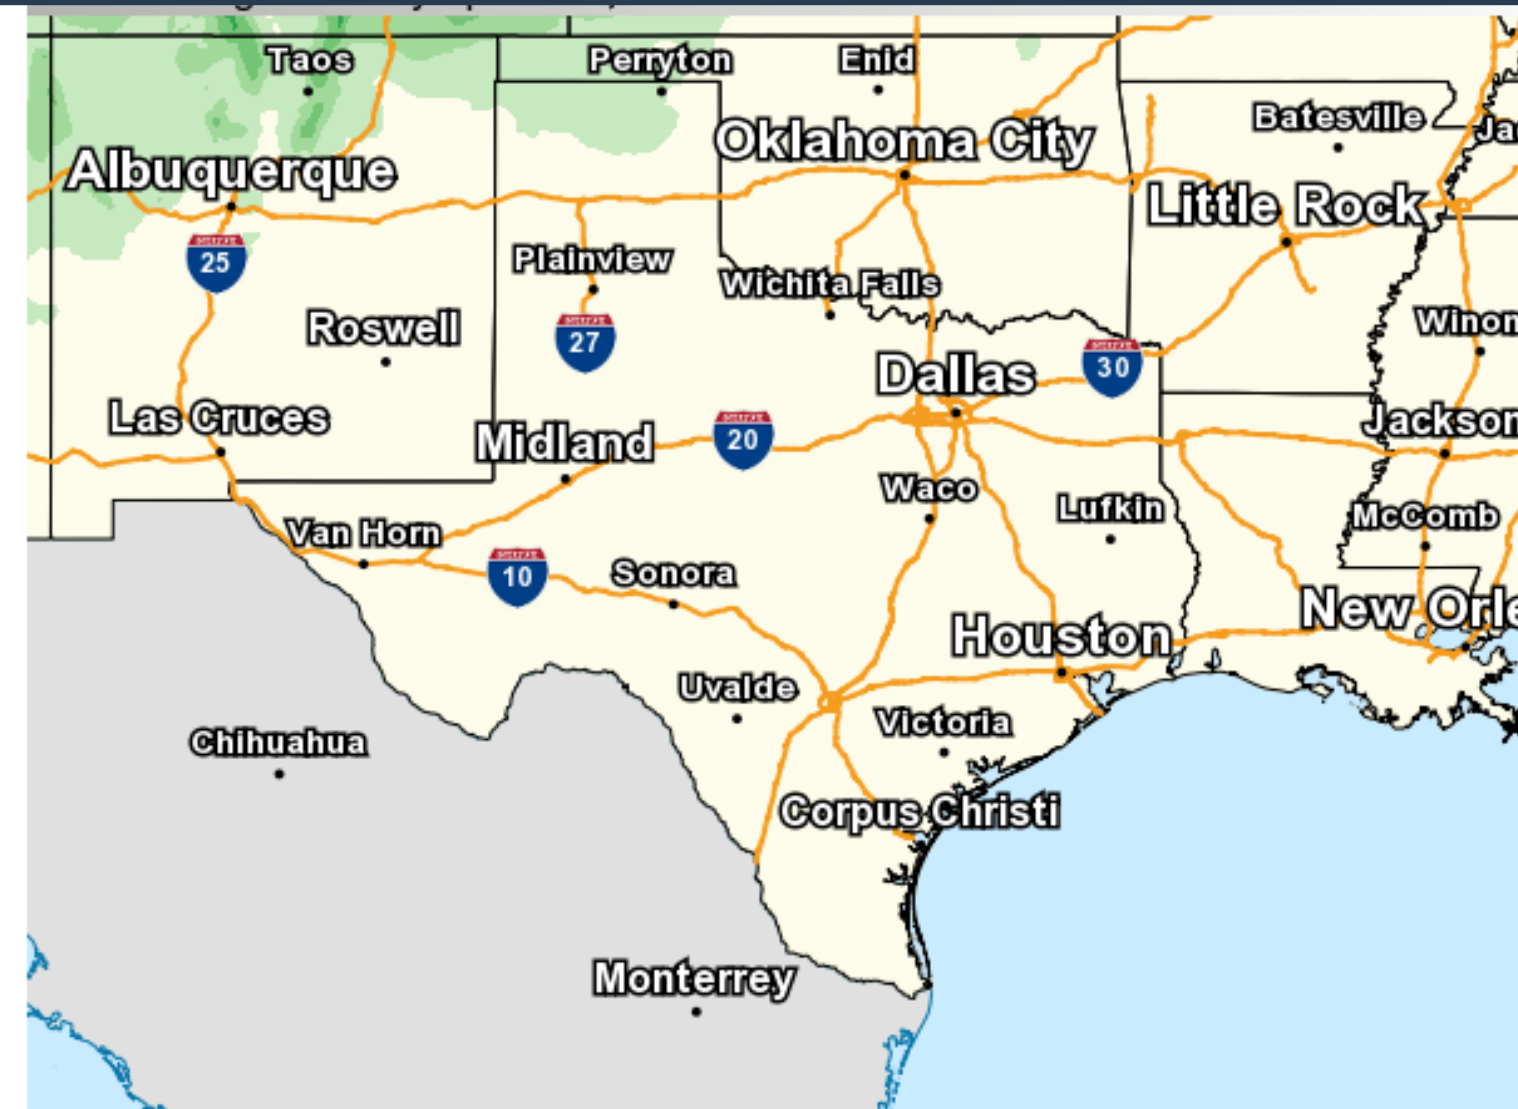 Taos
Perryton
Enid
Batesville
Oklahoma City
Albuquerque
Little Rock
25
Plainview
Wichita Falls
Roswell
27
Winon
Dallas
30
Las Cruces
Jackson
Midland
20
Waco
Lufkin
McComb
Van Horn
10
Sonora
New Orle
Houston
Uvalde
Victoria
Chihuahua
Corpus Christi
Monterrey